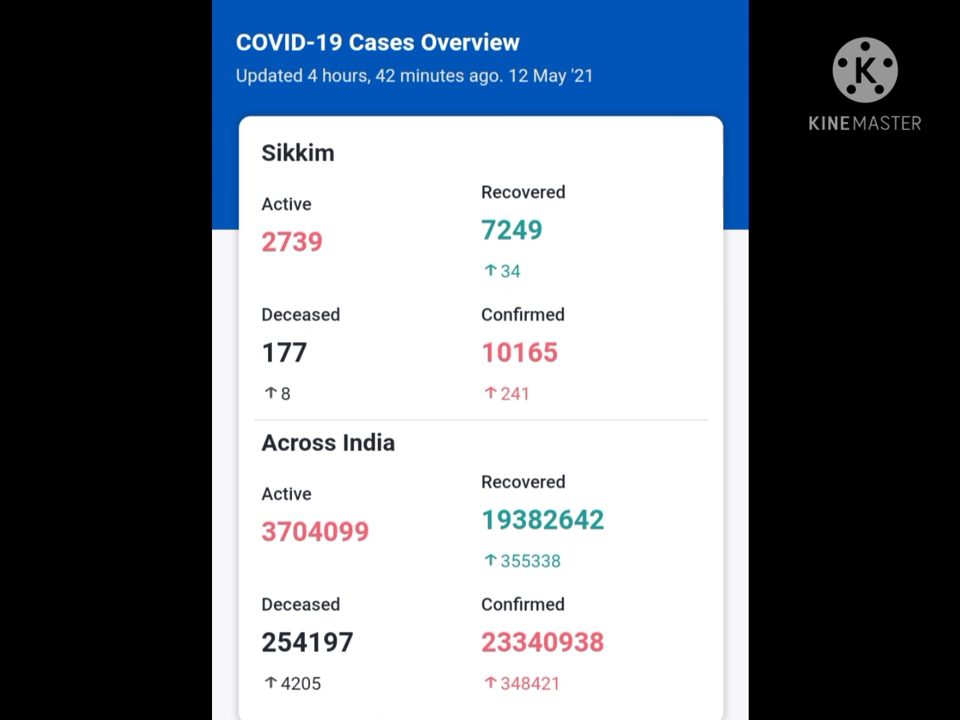 COVID-19 Cases Overview
Updated 4 hours, 42 minutes ago. 12 May '21
K
KINEMASTER
Sikkim
Active
2739
Recovered
7249
↑34
Deceased
177
↑8
Confirmed
10165
↑241
Across India
Active
3704099
Recovered
19382642
↑355338
Deceased
254197
↑4205
Confirmed
23340938
↑348421